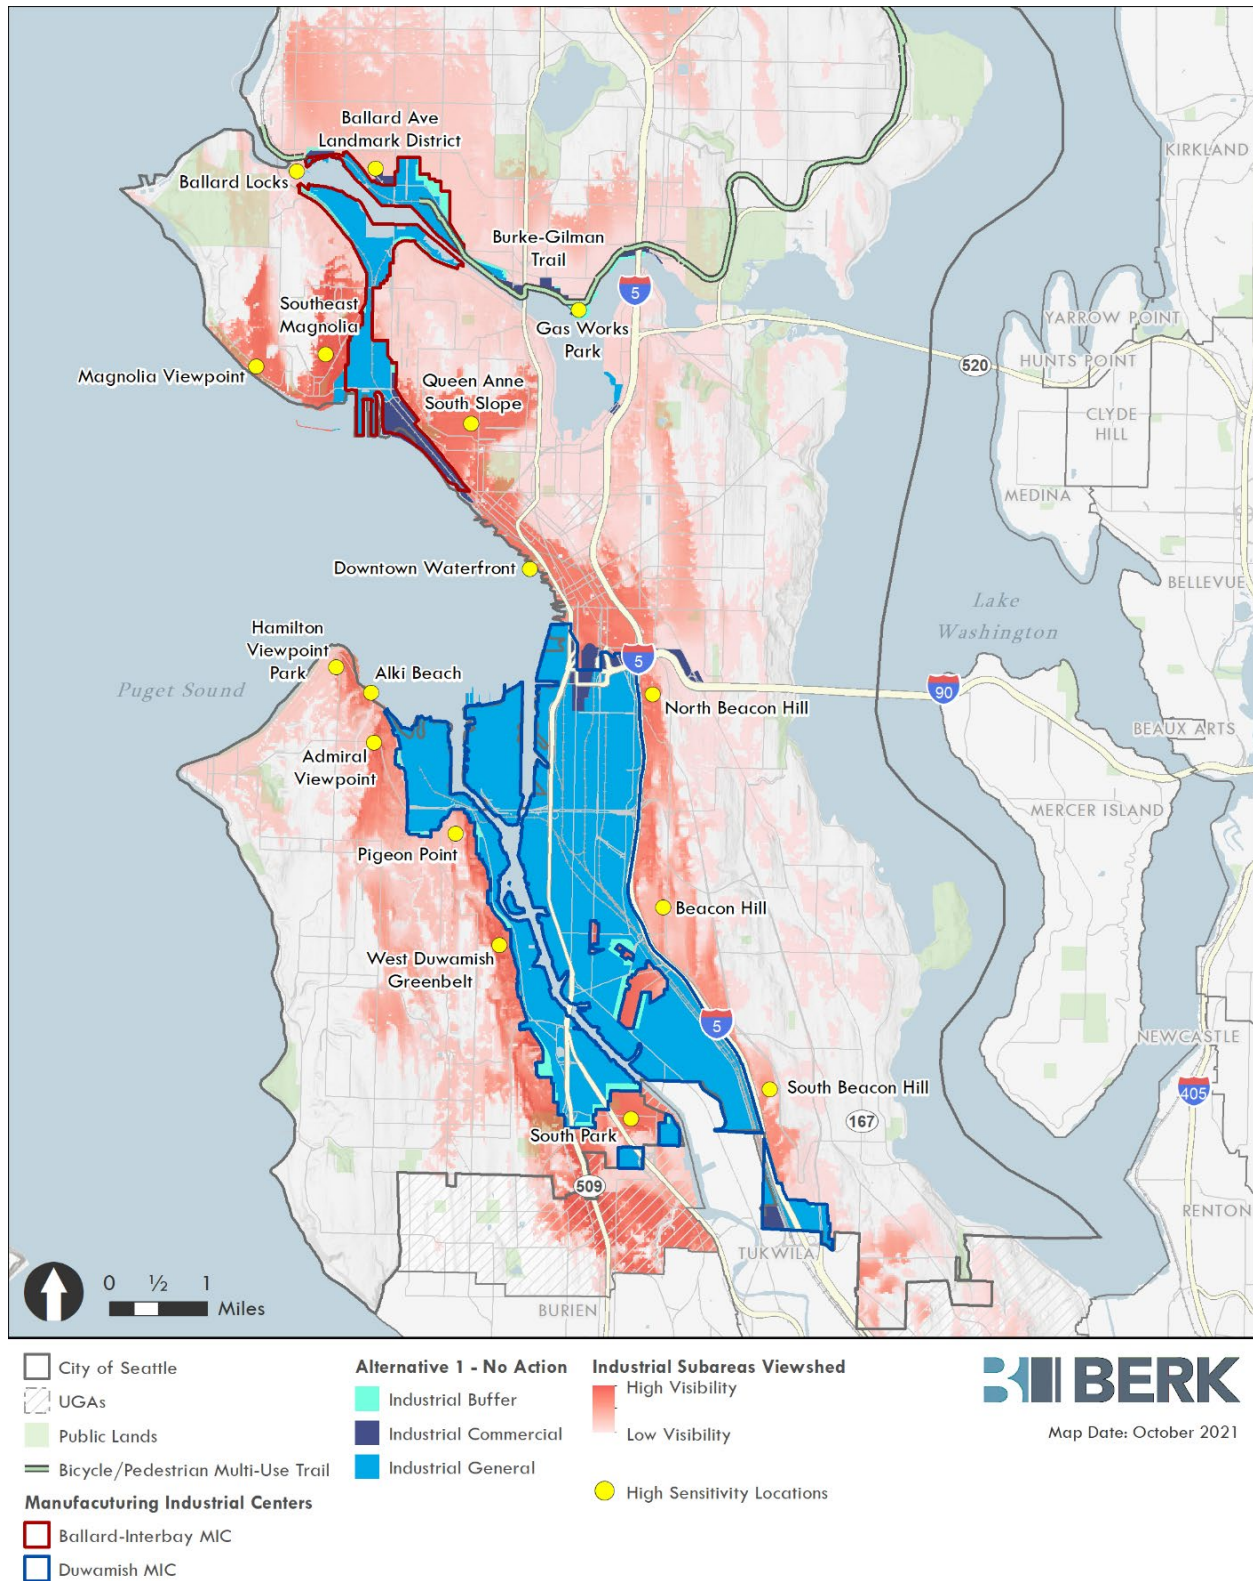 KIRKLAND
Ballard Ave
Landmark District
Ballard Locks
Burke-Gilman
Trail
5
Gas Works
Park
YARROW POINT
HUNTS POINT
520
CLYDE
HILL
MEDINA
Southeast
Magnolia
Magnolia Viewpoint
Queen Anne
South Slope
Downtown Waterfront
BELLEVUE
Lake
Washington
Hamilton
Viewpoint
Park
Alki Beach
Puget Sound
5
90
North Beacon Hill
BEAUX ARTS
Admiral
Viewpoint
MERCER ISLAND
Pigeon Point
Beacon Hill
West Duwamish
Greenbelt
5
NEWCASTLE
405
South Beacon Hill
167
South Park
509
RENTON
TUKWILA
BURIEN
0 ½ 1
Miles
City of Seattle
UGAs
Public Lands
Bicycle/Pedestrian Multi-Use Trail
Manufacuturing Industrial Centers
Ballard-Interbay MIC
Duwamish MIC
Alternative 1 - No Action
Industrial Buffer
Industrial Commercial
Industrial General
Industrial Subareas Viewshed
High Visibility
Low Visibility
High Sensitivity Locations
BERK
Map Date: October 2021